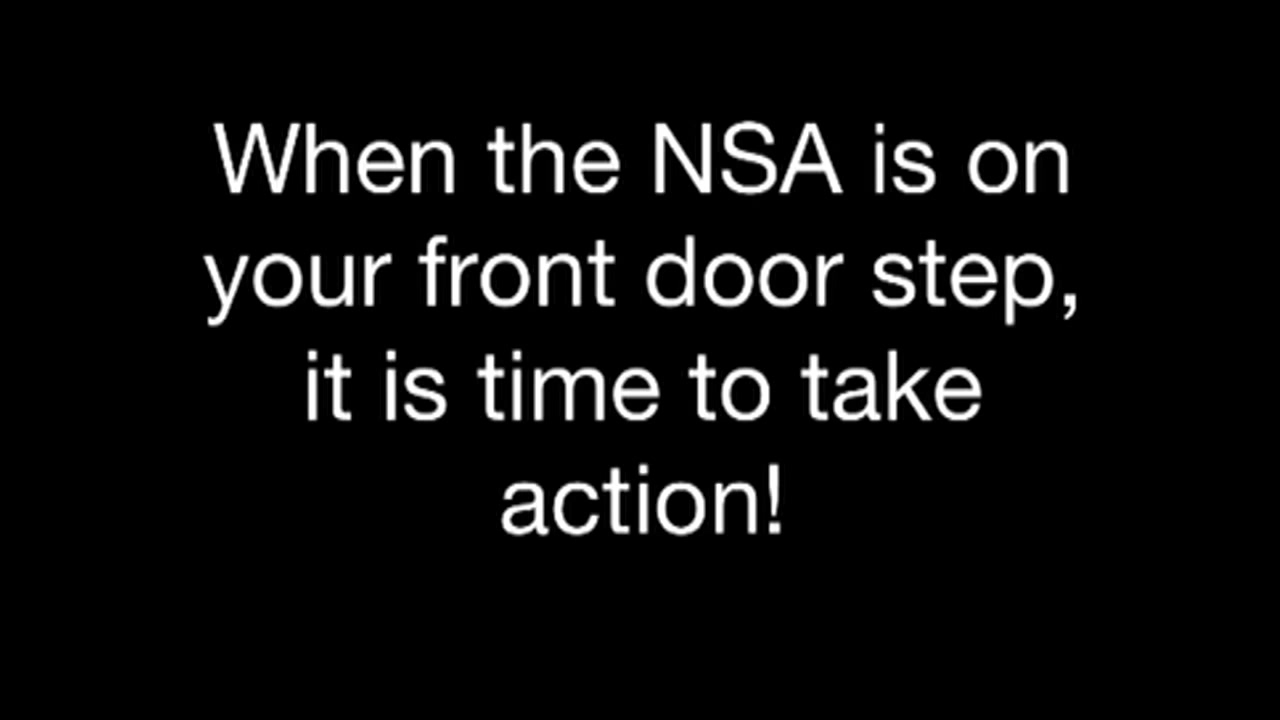 When the NSA is on
your front door step,
it is time to take
action!